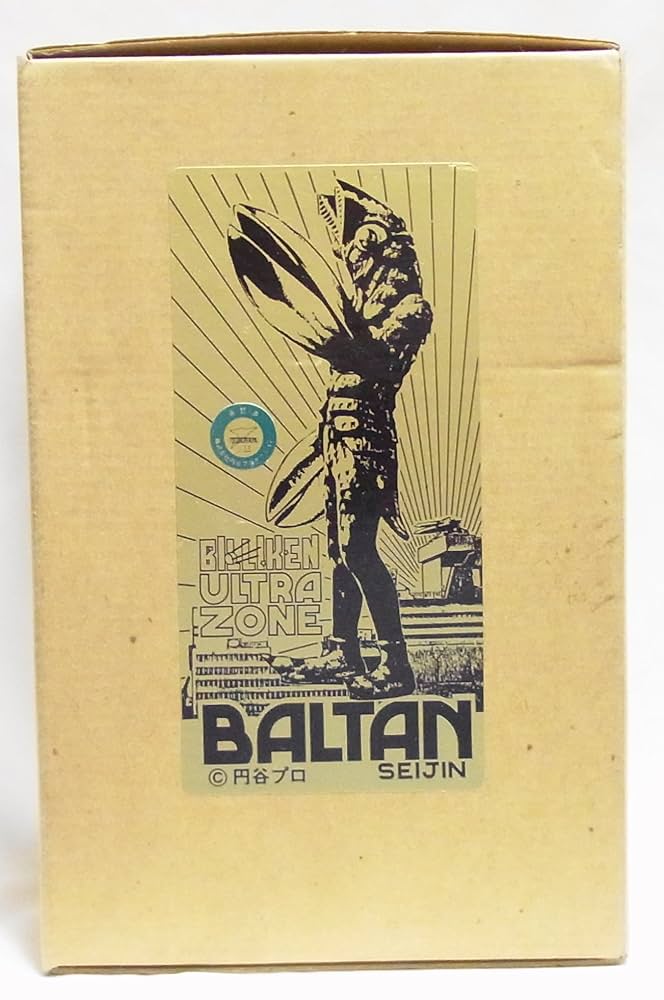 BILLIKEN
ULTRA
ZONE
BALTAN
SEIJIN
© 円谷プロ